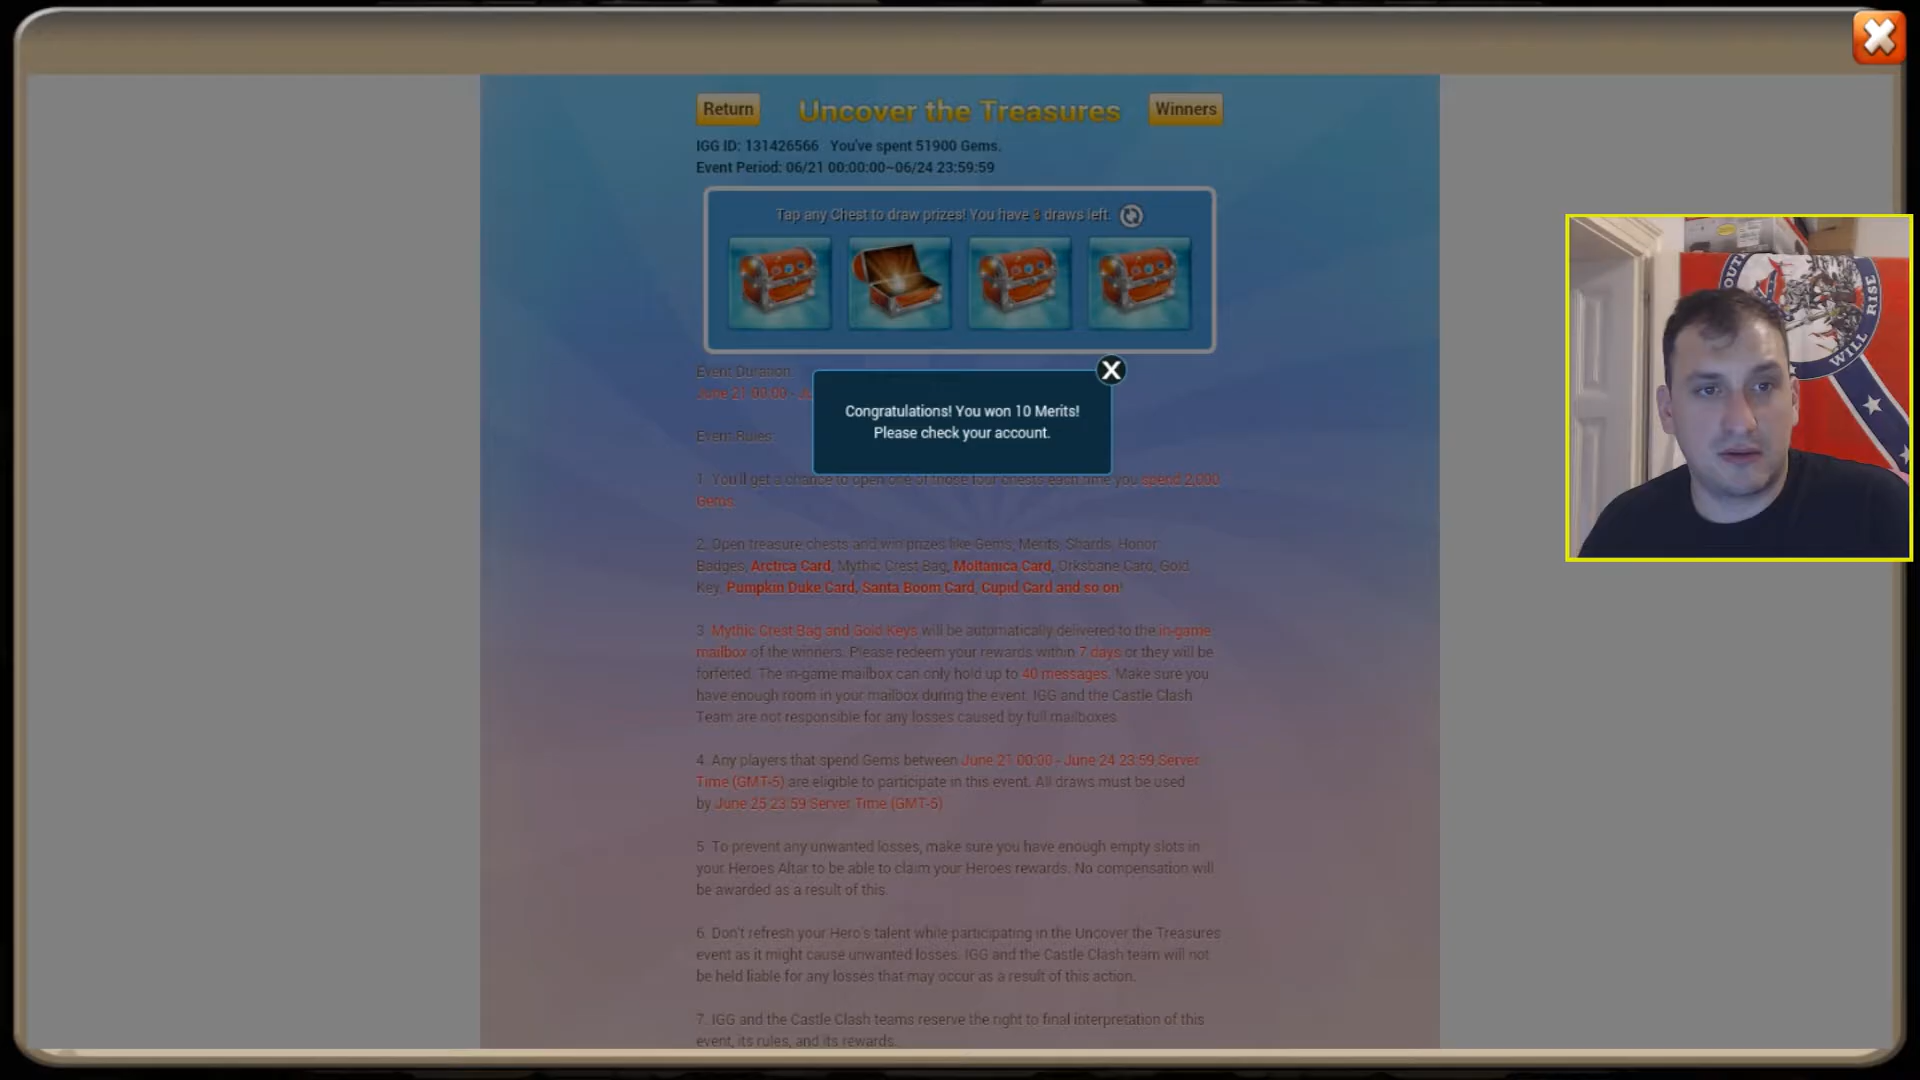 Return
Uncover the Treasures
Winners
IGG ID: 131426566 You've spent 51900 Gems.
Event Period: 06/21 00:00:00~06/24 23:59:59
Tap any Chest to draw prizes! You have 3 draws left.
Event Duration:
June 21 00:00 - Ju
Congratulations! You won 10 Merits!
Please check your account.
X
Event Rules:
1. You'll get a chance to open one of those four chests each time you spend 2,000
Gems.
2. Open treasure chests and win prizes like Gems, Merits, Shards, Honor
Badges, Arctica Card, Mythic Crest Bag, Moltanica Card, Orksbane Card, Gold
Key, Pumpkin Duke Card, Santa Boom Card, Cupid Card and so on!
3. Mythic Crest Bag and Gold Keys will be automatically delivered to the in-game
mailbox of the winners. Please redeem your rewards within 7 days or they will be
forfeited. The in-game mailbox can only hold up to 40 messages. Make sure you
have enough room in your mailbox during the event. IGG and the Castle Clash
Team are not responsible for any losses caused by full mailboxes.
4. Any players that spend Gems between June 21 00:00 - June 24 23:59 Server
Time (GMT-5) are eligible to participate in this event. All draws must be used
by June 25 23:59 Server Time (GMT-5)
5. To prevent any unwanted losses, make sure you have enough empty slots in
your Heroes Altar to be able to claim your Heroes rewards. No compensation will
be awarded as a result of this.
6. Don't refresh your Hero's talent while participating in the Uncover the Treasures
event as it might cause unwanted losses. IGG and the Castle Clash team will not
be held liable for any losses that may occur as a result of this action.
7. IGG and the Castle Clash teams reserve the right to final interpretation of this
event, its rules, and its rewards.
OUT
WILL RISE